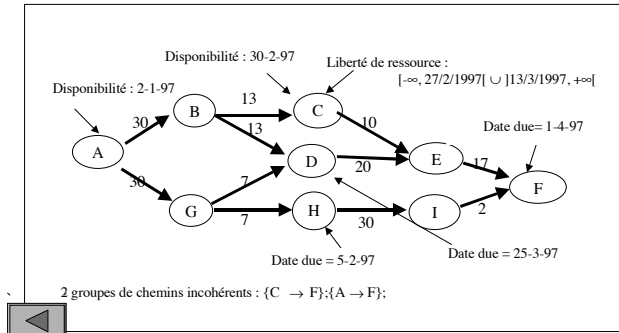 Disponibilité : 30-2-97
Liberté de ressource :
[-∞, 27/2/1997[ ∪ ]13/3/1997, +∞[
Disponibilité : 2-1-97
Date due= 1-4-97
A
30
30
B
13
13
G
7
7
C
10
D
20
H
30
E
17
I
2
F
Date due = 5-2-97
Date due = 25-3-97
2 groupes de chemins incohérents : {C → F};{A → F};